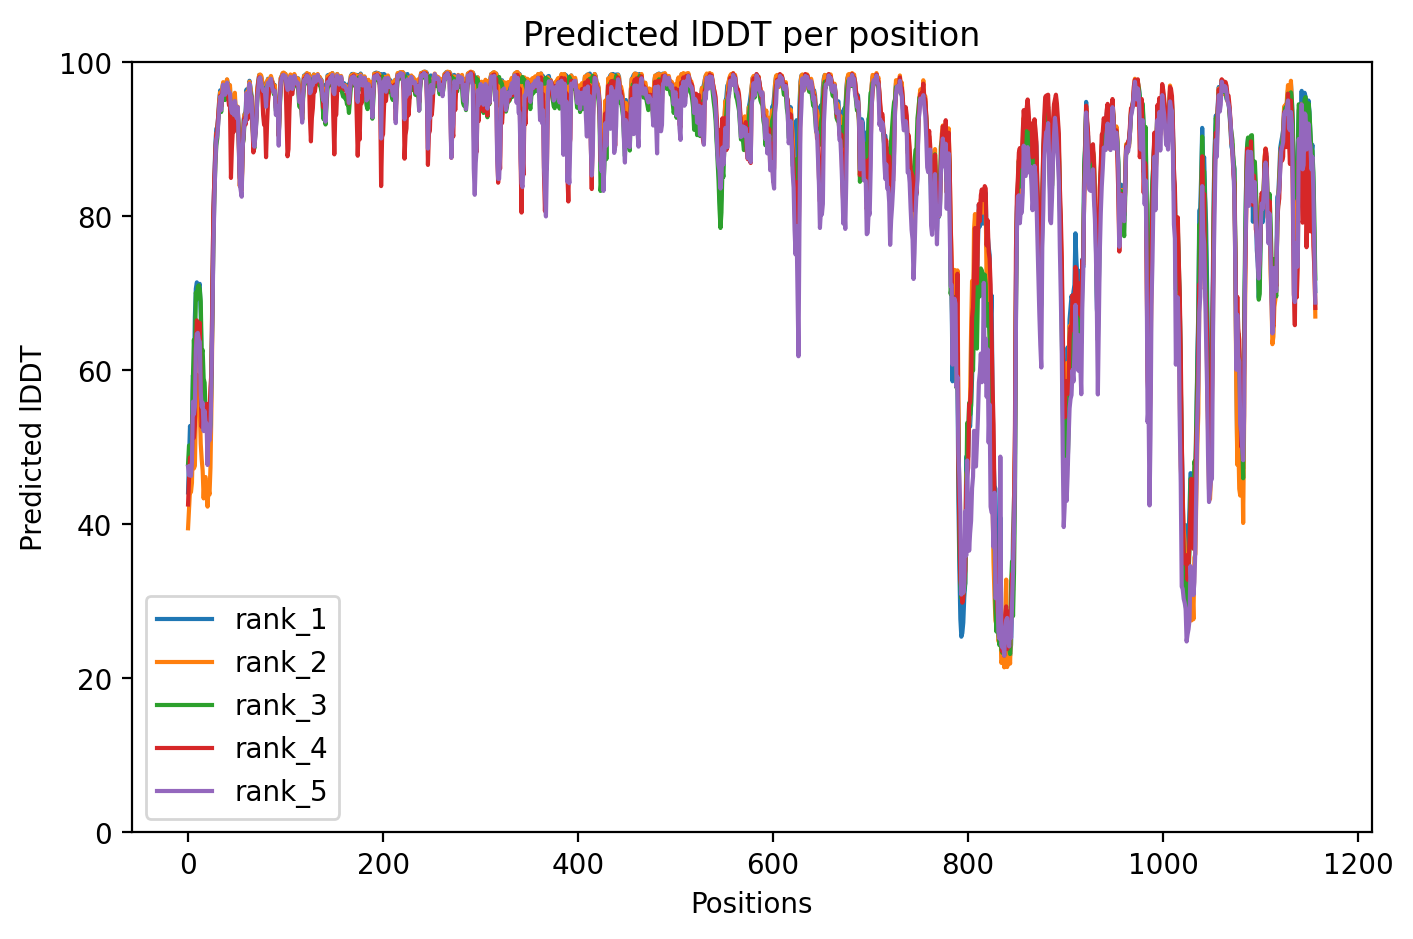 Predicted lDDT per position
100
80
60
40
20
0
Predicted lDDT
rank_1
rank_2
rank_3
rank_4
rank_5
0 200 400 600 800 1000 1200
Positions